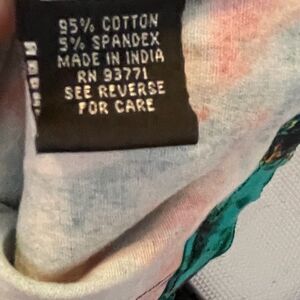 95% COTTON
5% SPANDEX
MADE IN INDIA
RN 93771
SEE REVERSE
FOR CARE